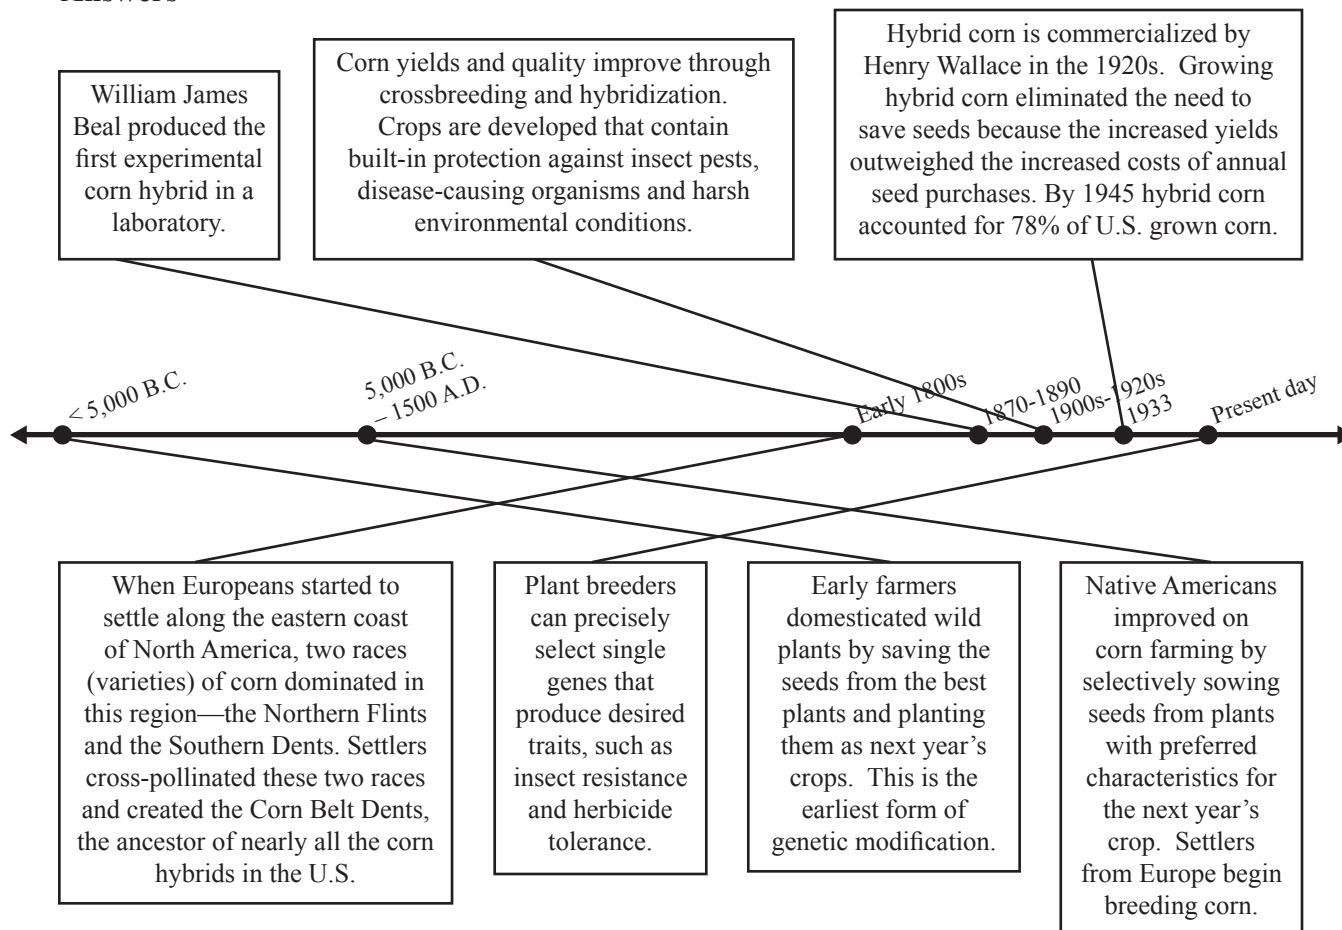 Answers
William James
Beal produced the
first experimental
corn hybrid in a
laboratory.
Corn yields and quality improve through
crossbreeding and hybridization.
Crops are developed that contain
built-in protection against insect pests,
disease-causing organisms and harsh
environmental conditions.
Hybrid corn is commercialized by
Henry Wallace in the 1920s.  Growing
hybrid corn eliminated the need to
save seeds because the increased yields
outweighed the increased costs of annual
seed purchases. By 1945 hybrid corn
accounted for 78% of U.S. grown corn.
< 5,000 B.C.
5,000 B.C.
– 1500 A.D.
Early 1800s
1870-1890
1900s-1920s
1933
Present day
When Europeans started to
settle along the eastern coast
of North America, two races
(varieties) of corn dominated in
this region—the Northern Flints
and the Southern Dents. Settlers
cross-pollinated these two races
and created the Corn Belt Dents,
the ancestor of nearly all the corn
hybrids in the U.S.
Plant breeders
can precisely
select single
genes that
produce desired
traits, such as
insect resistance
and herbicide
tolerance.
Early farmers
domesticated wild
plants by saving the
seeds from the best
plants and planting
them as next year’s
crops.  This is the
earliest form of
genetic modification.
Native Americans
improved on
corn farming by
selectively sowing
seeds from plants
with preferred
characteristics for
the next year’s
crop.  Settlers
from Europe begin
breeding corn.